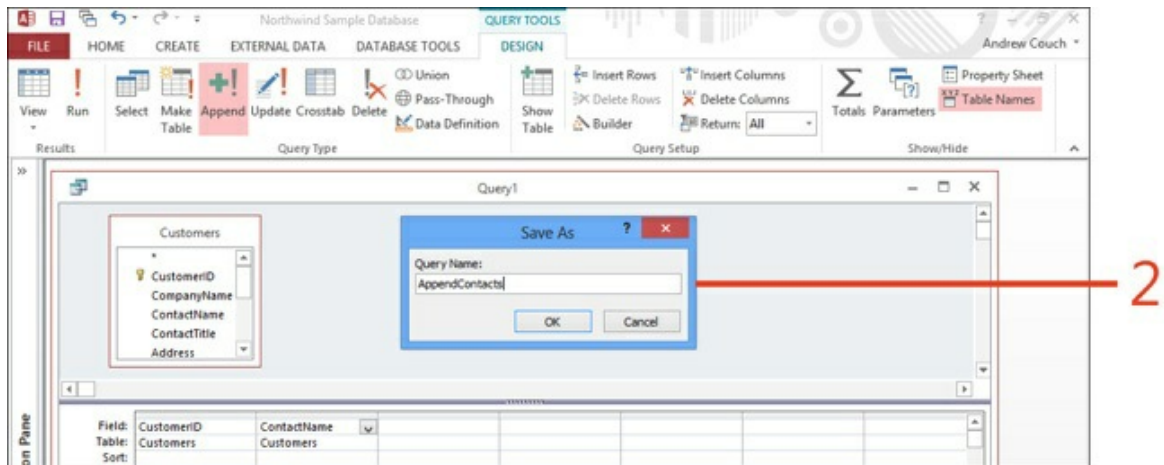 Northwind Sample Database
QUERY TOOLS
?
FILE HOME CREATE EXTERNAL DATA DATABASE TOOLS DESIGN
Andrew Couch
View
Run
Select
Make Table
Append
Update
Crosstab
Delete
Union
Pass-Through
Data Definition
Show Table
Insert Rows
Delete Rows
Builder
Insert Columns
Delete Columns
Return: All
Totals
Parameters
Property Sheet
Table Names
Results
Query Type
Query Setup
Show/Hide
Query1
Customers
*
CustomerID
CompanyName
ContactName
ContactTitle
Address
Save As
?
Query Name:
AppendContacts
OK
Cancel
2
on Pane
Field: CustomerID ContactName
Table: Customers Customers
Sort: